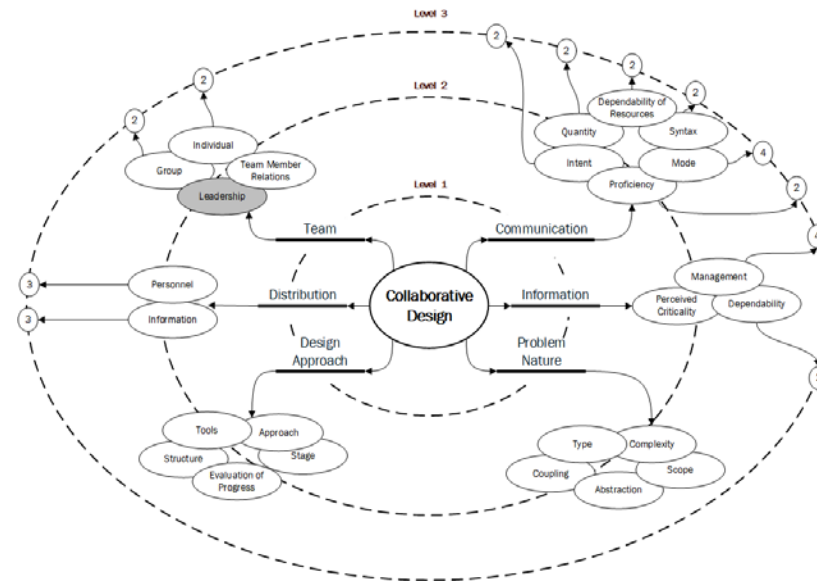 Level 3
2
2
2
2
Dependability of
Resources
2
2
Level 2
Quantity
Syntax
Individual
Group
Team Member
Relations
Intent
Mode
4
Leadership
Proficiency
2
Level 1
Team
Communication
4
Management
Personnel
Distribution
Collaborative
Design
Information
Perceived
Criticality
Dependability
3
3
Information
Design
Approach
Problem
Nature
Tools
Approach
Type
Complexity
Structure
Stage
Coupling
Scope
Evaluation of
Progress
Abstraction